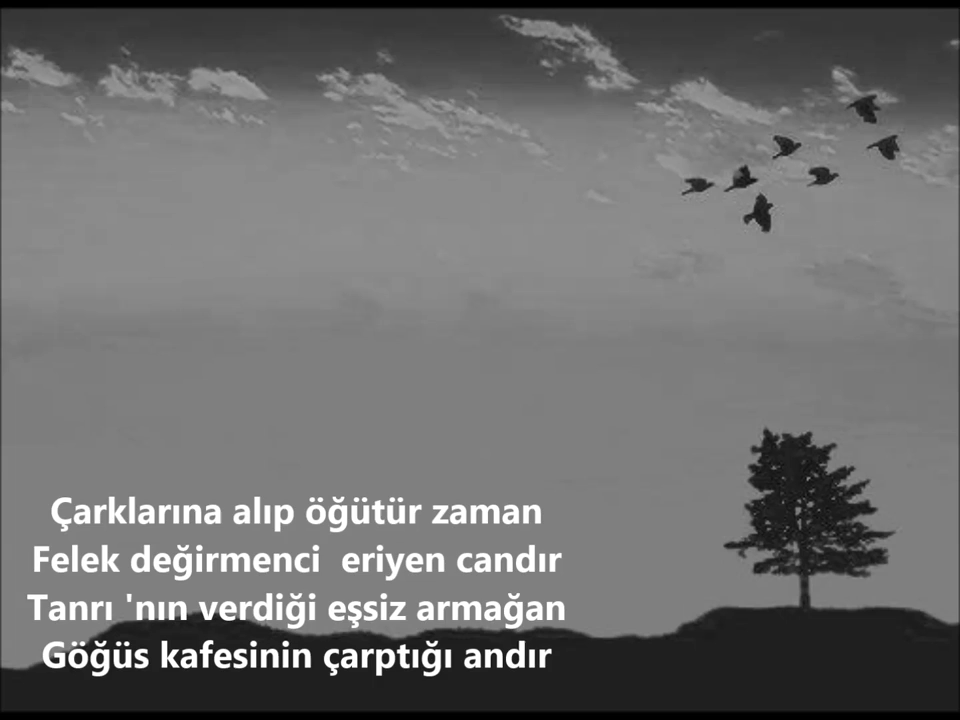 Çarklarına alıp öğütür zaman
Felek değirmenci eriyen candır
Tanrı 'nın verdiği eşsiz armağan
Göğüs kafesinin çarptığı andır